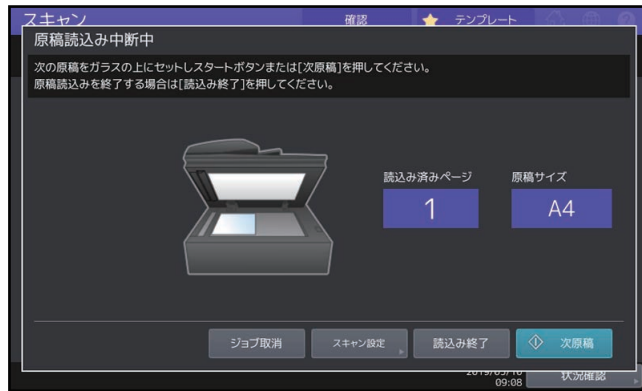 スキャン
確認
テンプレート
原稿読込み中断中
次の原稿をガラスの上にセットしスタートボタンまたは[次原稿]を押してください。
原稿読込みを終了する場合は[読込み終了]を押してください。
読込み済みページ
原稿サイズ
1
A4
ジョブ取消
スキャン設定
読込み終了
次原稿
09:08
状況確認